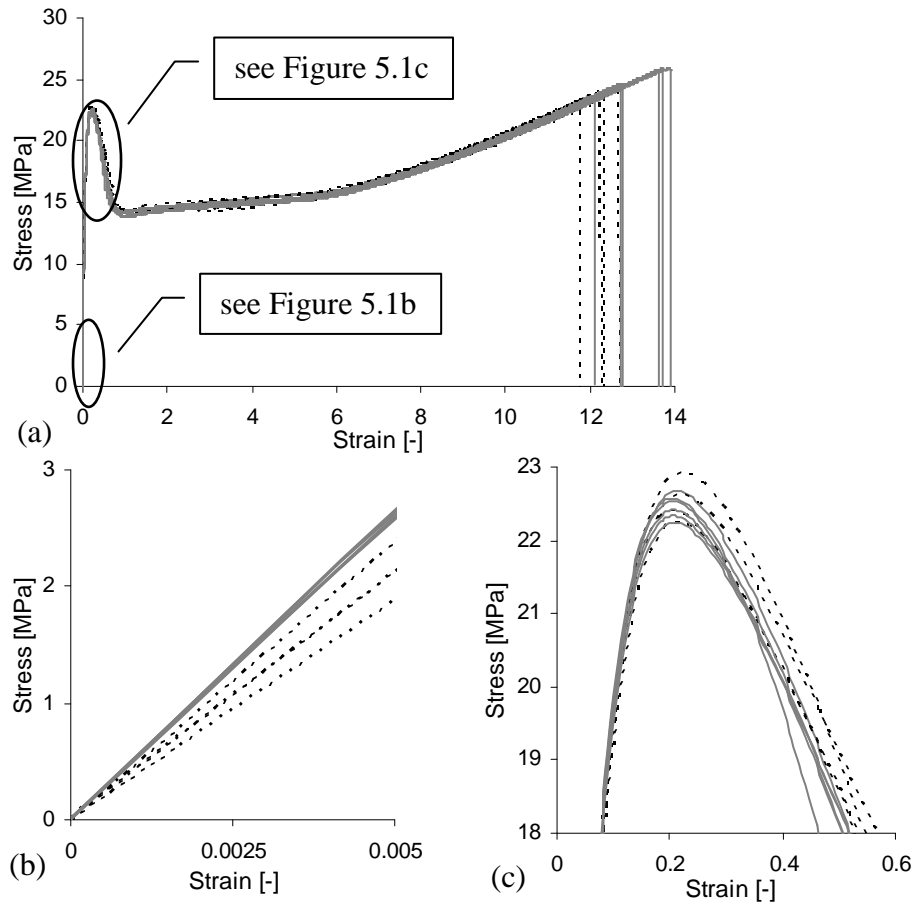 30
25
20
15
10
5
0
Stress [MPa]
see Figure 5.1c
see Figure 5.1b
0 2 4 6 8 10 12 14
Strain [-]
(a)
3
2
1
0
Stress [MPa]
0 0.0025 0.005
Strain [-]
(b)
23
22
21
20
19
18
Stress [MPa]
0 0.2 0.4 0.6
Strain [-]
(c)